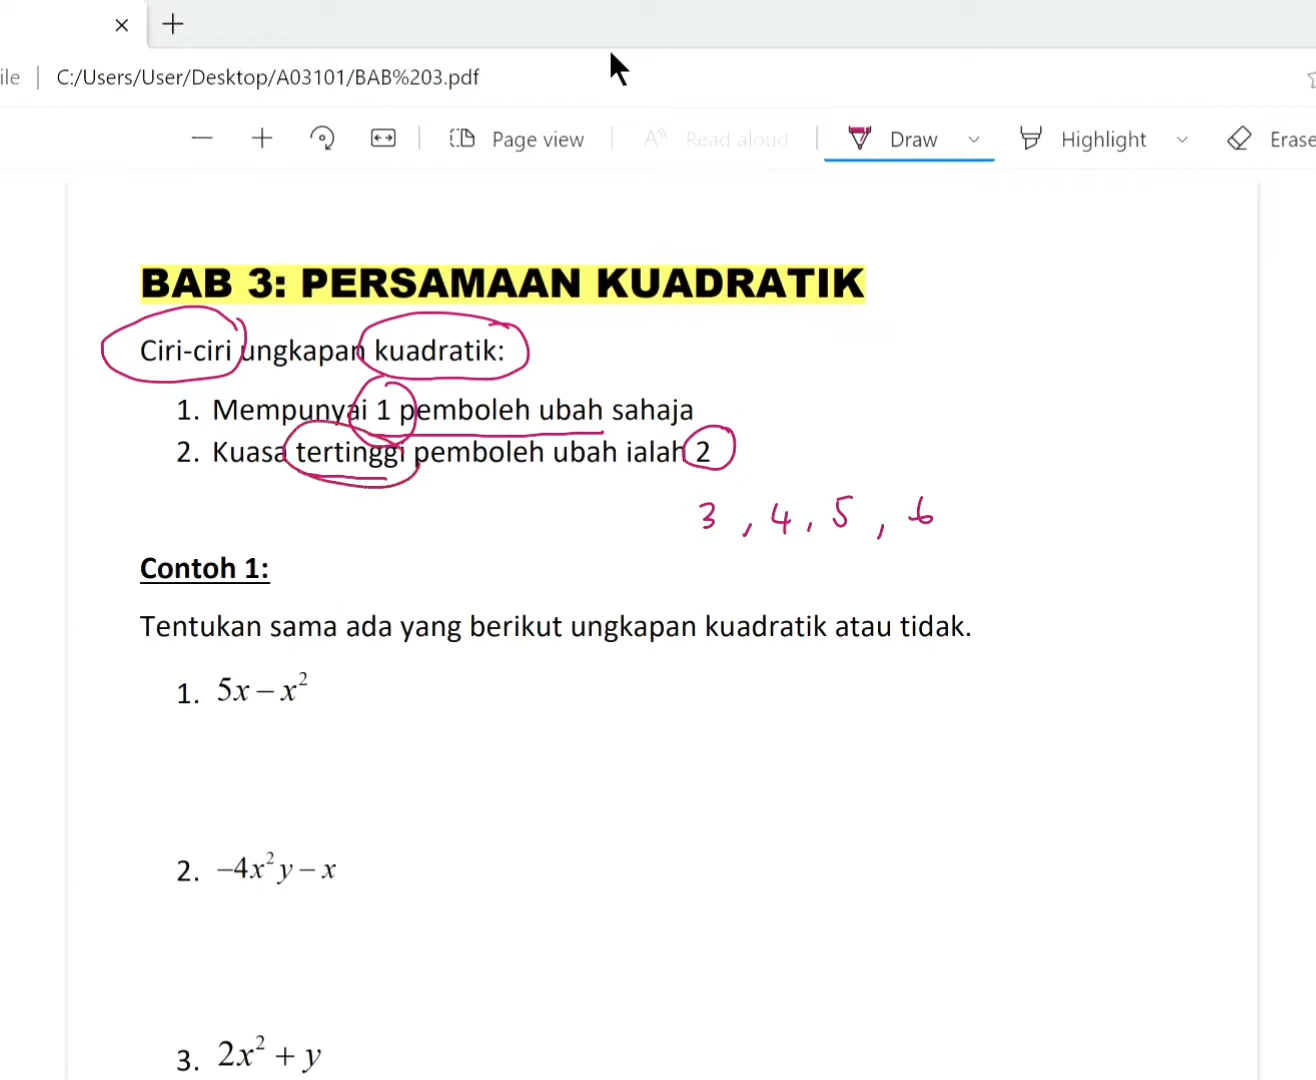 ile | C:/Users/User/Desktop/A03101/BAB%203.pdf
Page view Read aloud Draw Highlight Erase
BAB 3: PERSAMAAN KUADRATIK
Ciri-ciri ungkapan kuadratik:
1. Mempunyai 1 pemboleh ubah sahaja
2. Kuasa tertinggi pemboleh ubah ialah 2
3 , 4 , 5 , 6
Contoh 1:
Tentukan sama ada yang berikut ungkapan kuadratik atau tidak.
1. 5x – x²
2. –4x²y – x
3. 2x² + y